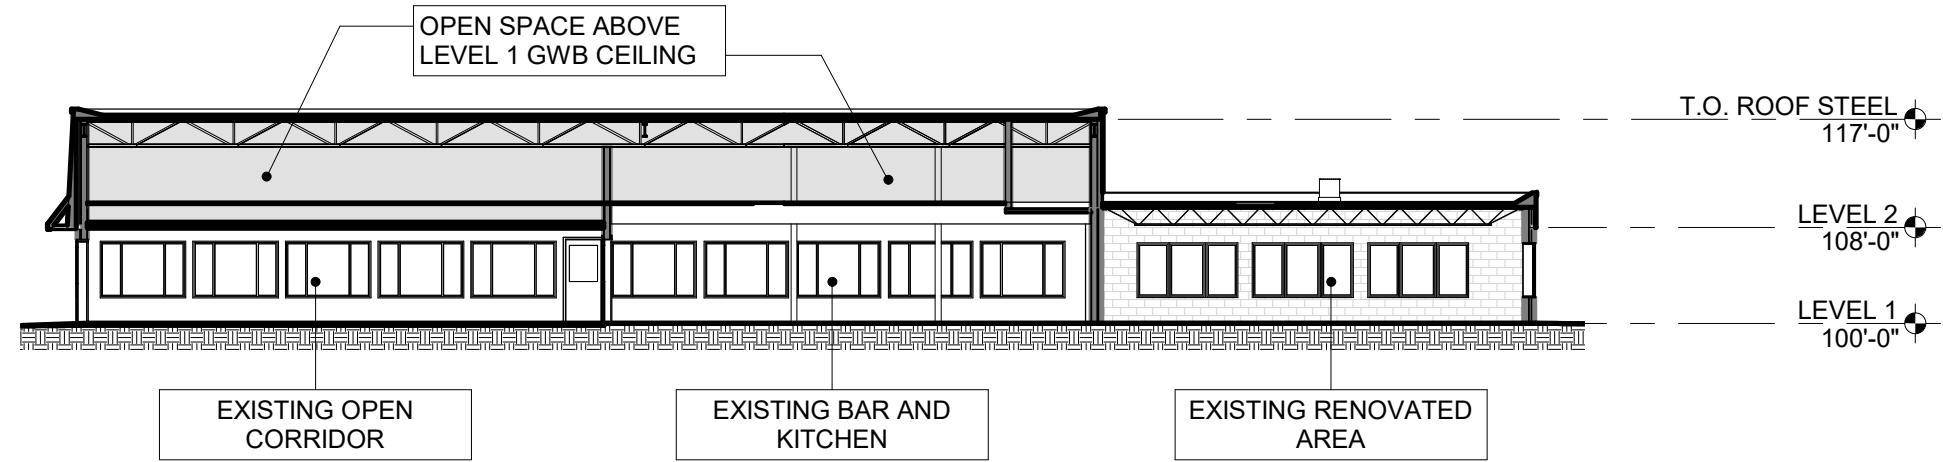 OPEN SPACE ABOVE
LEVEL 1 GWB CEILING
T.O. ROOF STEEL
117'-0"
LEVEL 2
108'-0"
LEVEL 1
100'-0"
EXISTING OPEN
CORRIDOR
EXISTING BAR AND
KITCHEN
EXISTING RENOVATED
AREA